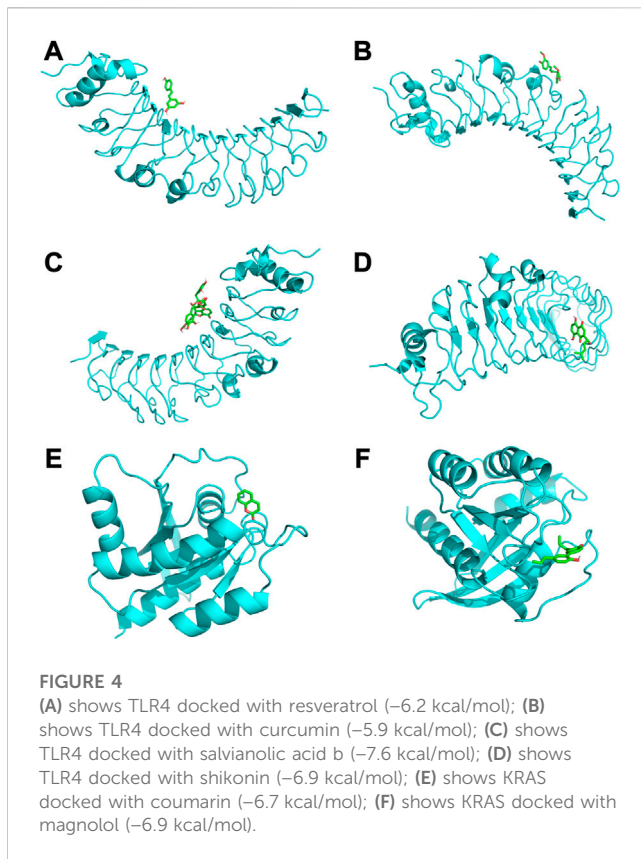 A
B
C
D
E
F
FIGURE 4
(A) shows TLR4 docked with resveratrol (−6.2 kcal/mol); (B)
shows TLR4 docked with curcumin (−5.9 kcal/mol); (C) shows
TLR4 docked with salvianolic acid b (−7.6 kcal/mol); (D) shows
TLR4 docked with shikonin (−6.9 kcal/mol); (E) shows KRAS
docked with coumarin (−6.7 kcal/mol); (F) shows KRAS docked with
magnolol (−6.9 kcal/mol).